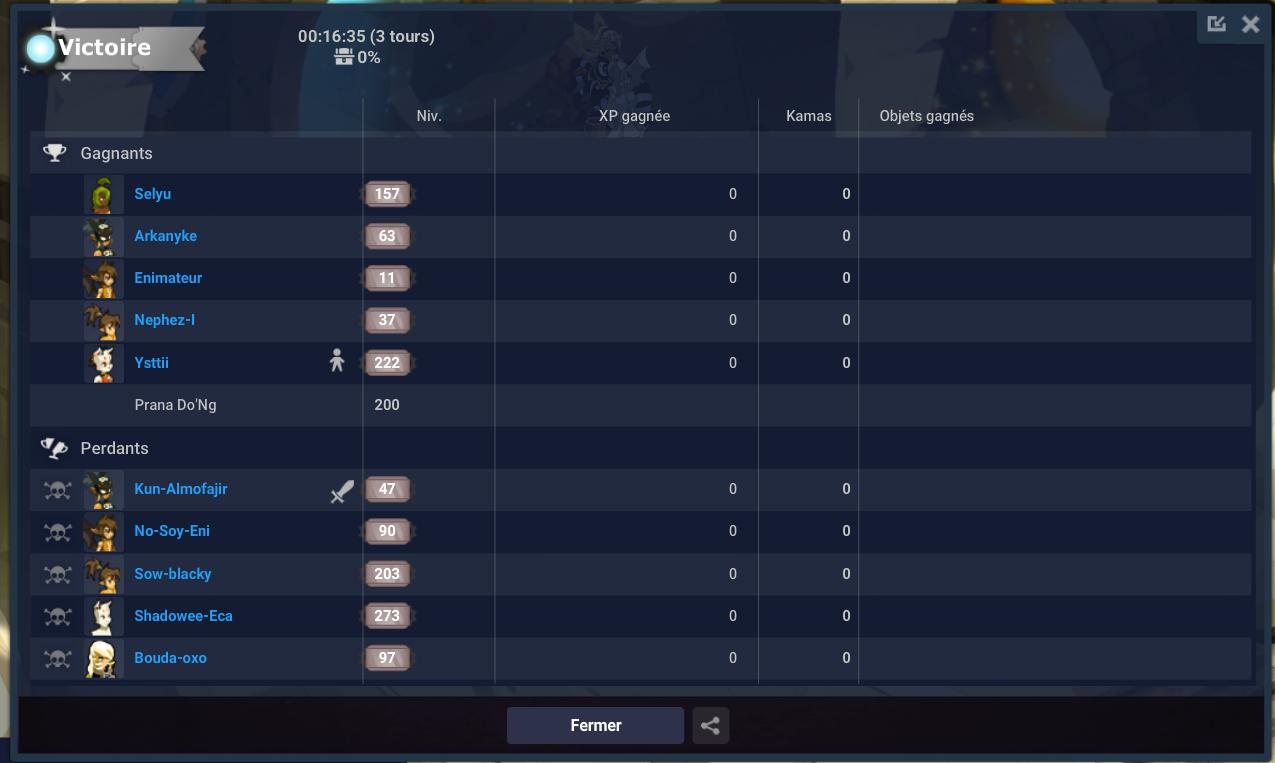 Victoire
00:16:35 (3 tours)
0%
Niv. XP gagnée Kamas Objets gagnés
Gagnants
Selyu 157 0 0
Arkanyke 63 0 0
Enimateur 11 0 0
Nephez-I 37 0 0
Ysttii 222 0 0
Prana Do'Ng 200
Perdants
Kun-Almofajir 47 0 0
No-Soy-Eni 90 0 0
Sow-blacky 203 0 0
Shadowee-Eca 273 0 0
Bouda-oxo 97 0 0
Fermer